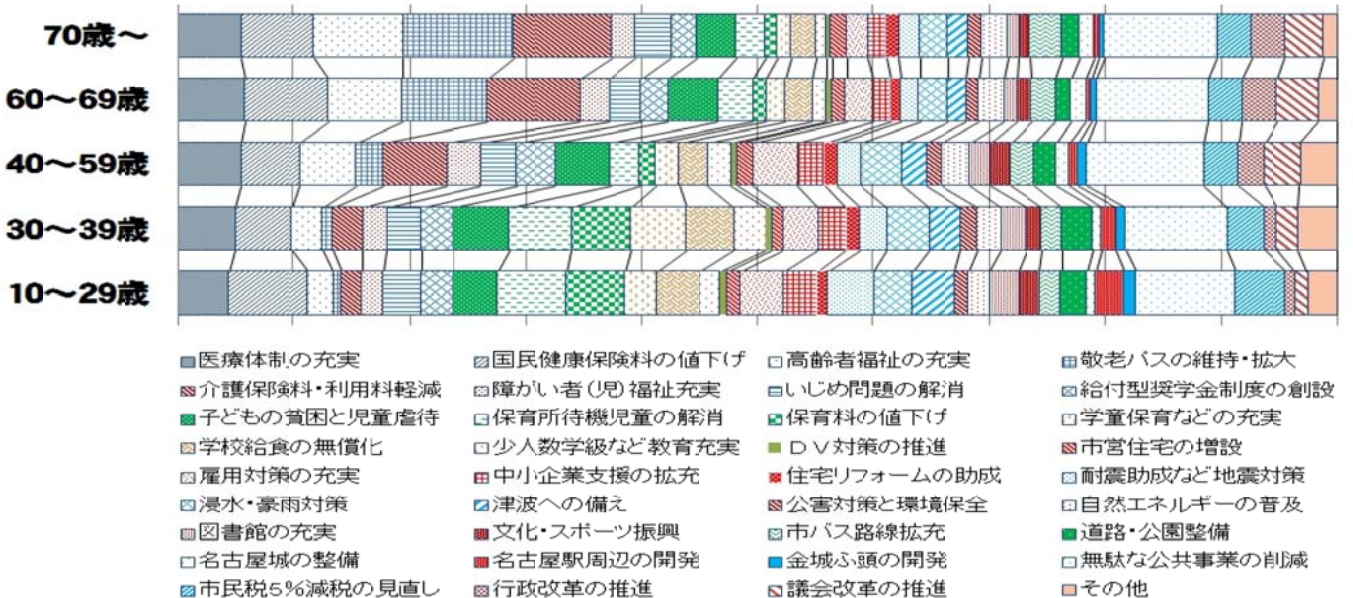 70歳～
60～69歳
40～59歳
30～39歳
10～29歳
医療体制の充実 国民健康保険料の値下げ 高齢者福祉の充実 敬老バスの維持・拡大
介護保険料・利用料軽減 障がい者(児)福祉充実 いじめ問題の解消 給付型奨学金制度の創設
子どもの貧困と児童虐待 保育所待機児童の解消 保育料の値下げ 学童保育などの充実
学校給食の無償化 少人数学級など教育充実 DV対策の推進 市営住宅の増設
雇用対策の充実 中小企業支援の拡充 住宅リフォームの助成 耐震助成など地震対策
浸水・豪雨対策 津波への備え 公害対策と環境保全 自然エネルギーの普及
図書館の充実 文化・スポーツ振興 市バス路線拡充 道路・公園整備
名古屋城の整備 名古屋駅周辺の開発 金城ふ頭の開発 無駄な公共事業の削減
市民税5%減税の見直し 行政改革の推進 議会改革の推進 その他